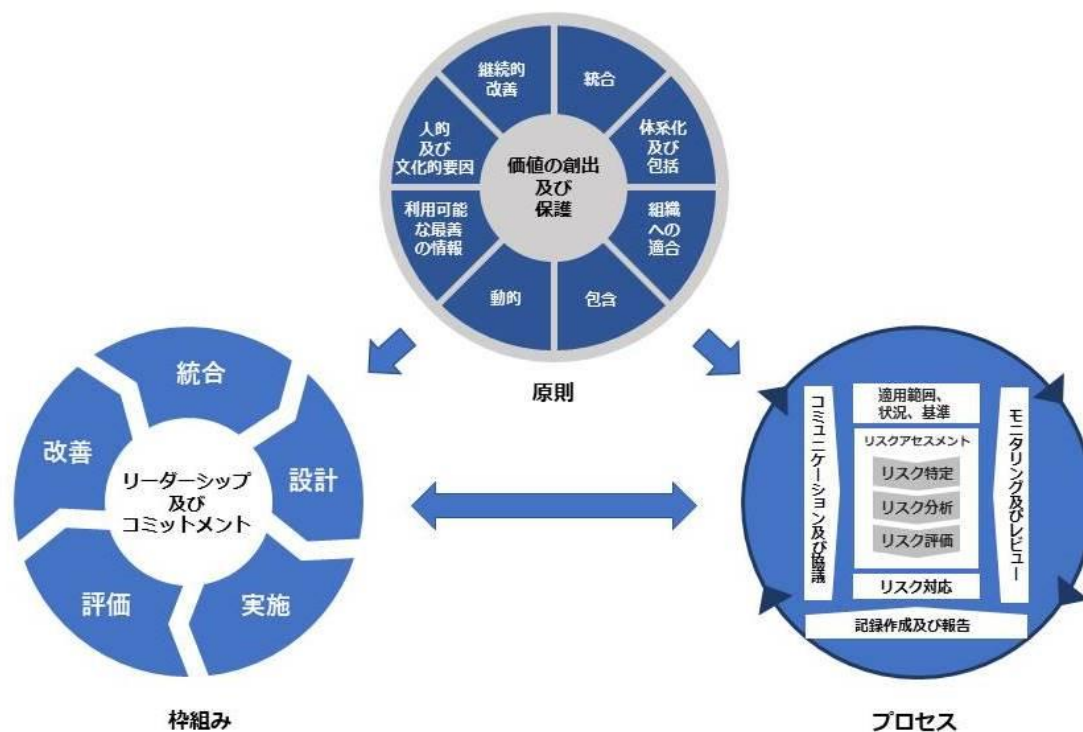 継続的
改善
統合
体系化
及び
包括
組織
への
適合
包含
動的
利用可能
な最善
の情報
人的
及び
文化的要因
価値の創出
及び
保護
原則
統合
設計
実施
評価
改善
リーダーシップ
及び
コミットメント
枠組み
コミュニケーション及び協議
適用範囲、
状況、基準
リスクアセスメント
リスク特定
リスク分析
リスク評価
リスク対応
モニタリング及びレビュー
記録作成及び報告
プロセス